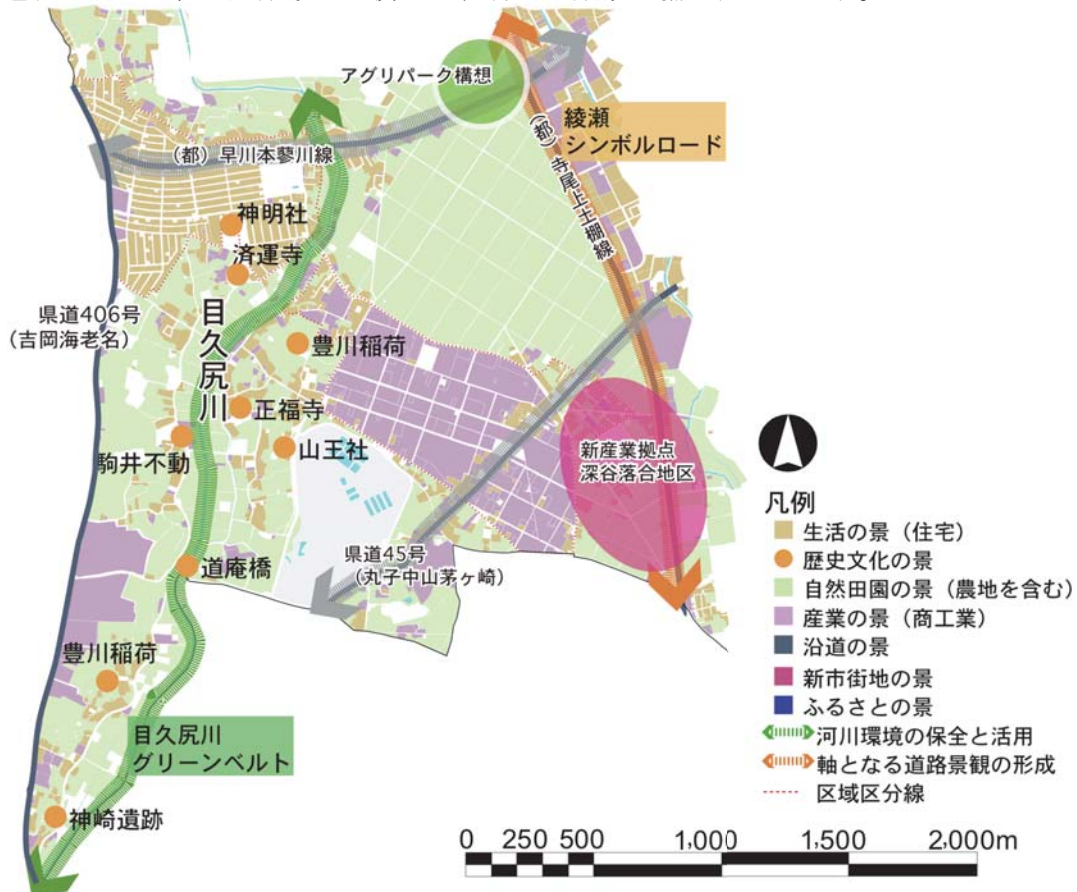 アグリパーク構想
綾瀬
シンボルロード
(都)早川本蓼川線
(都)寺尾上土棚線
神明社
済運寺
県道406号
(吉岡海老名)
目久尻川
豊川稲荷
正福寺
駒井不動
山王社
新産業拠点
深谷落合地区
県道45号
(丸子中山茅ヶ崎)
道庵橋
豊川稲荷
目久尻川
グリーンベルト
神崎遺跡
凡例
生活の景(住宅)
歴史文化の景
自然田園の景(農地を含む)
産業の景(商工業)
沿道の景
新市街地の景
ふるさとの景
河川環境の保全と活用
軸となる道路景観の形成
区域区分線
0 250 500 1,000 1,500 2,000m